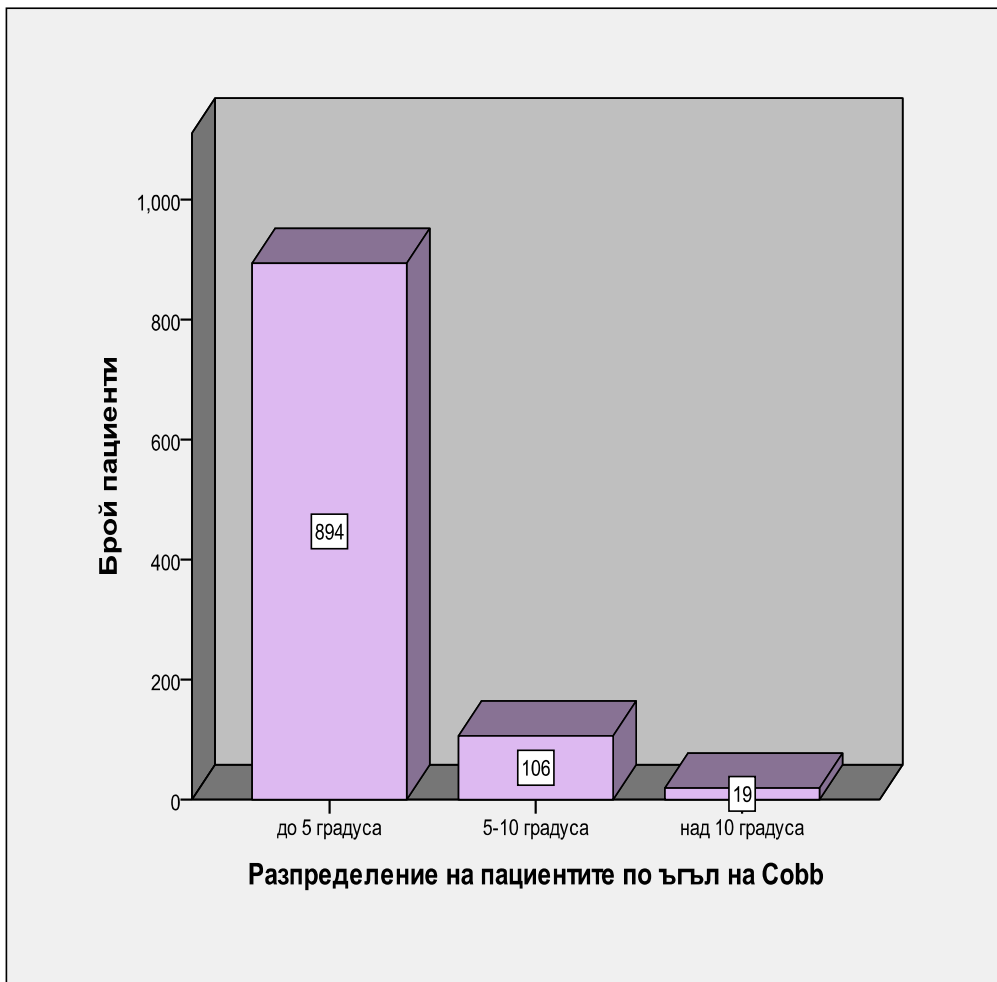 Брой пациенти
1,000
800
600
400
200
0
894
106
19
до 5 градуса
5-10 градуса
над 10 градуса
Разпределение на пациентите по ъгъл на Cobb